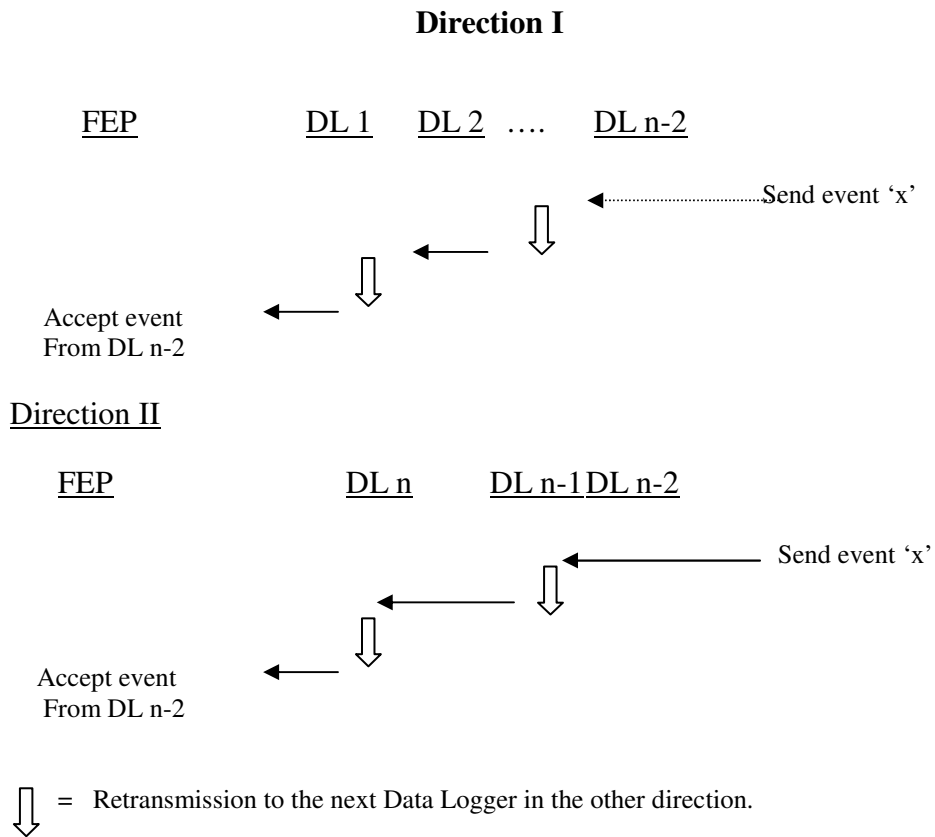 Direction I
FEP DL 1 DL 2 …. DL n-2
Send event ‘x’
Accept event
From DL n-2
Direction II
FEP DL n DL n-1 DL n-2
Send event ‘x’
Accept event
From DL n-2
= Retransmission to the next Data Logger in the other direction.